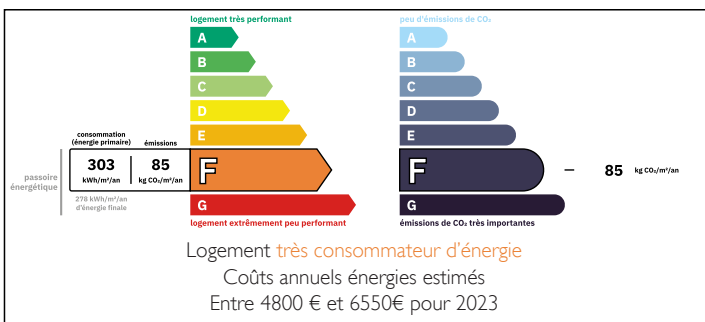 logement très performant
A
B
C
D
E
consommation
(énergie primaire)
émissions
passoire
énergétique
303
kWh/m²/an
85
kg CO₂/m²/an
F
278 kWh/m²/an
d'énergie finale
G
logement extrêmement peu performant
peu d'émissions de CO₂
A
B
C
D
E
F
85 kg CO₂/m²/an
G
émissions de CO₂ très importantes
Logement très consommateur d'énergie
Coûts annuels énergies estimés
Entre 4800 € et 6550€ pour 2023